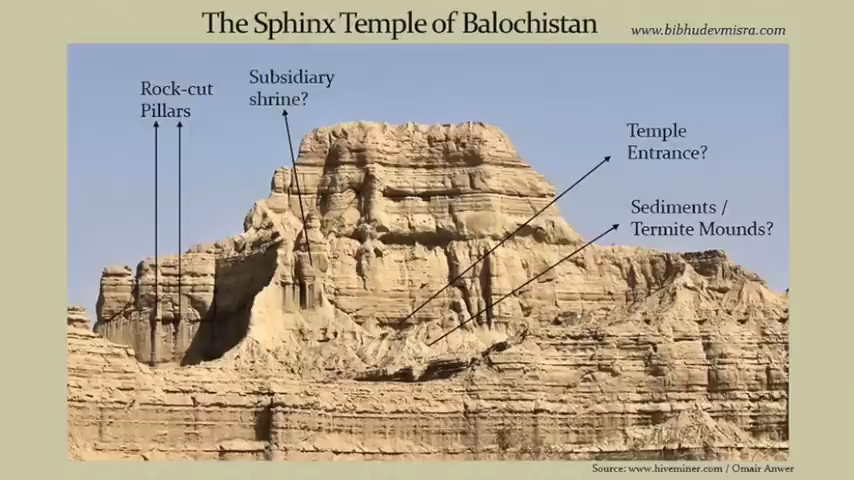 The Sphinx Temple of Balochistan
www.bibhudevmisra.com
Rock-cut
Pillars
Subsidiary
shrine?
Temple
Entrance?
Sediments /
Termite Mounds?
Source: www.hiveminer.com / Omair Anwer